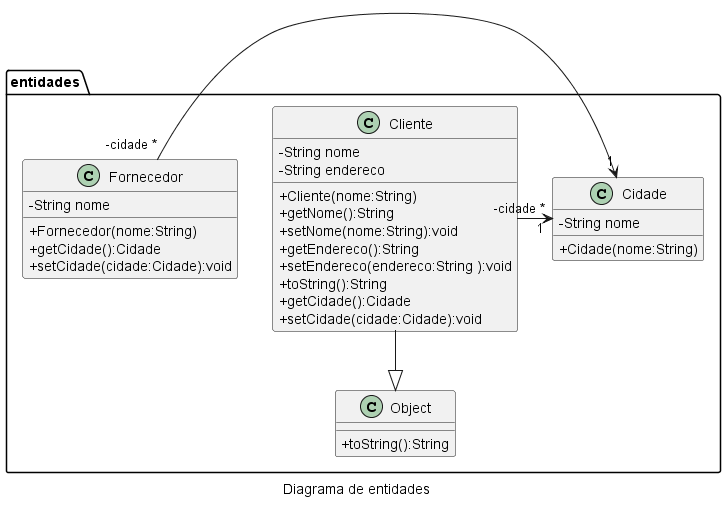 entidades
-cidade *
1
C Fornecedor
-String nome
+Fornecedor(nome:String)
+getCidade():Cidade
+setCidade(cidade:Cidade):void
C Cliente
-String nome
-String endereco
+Cliente(nome:String)
+getNome():String
+setNome(nome:String):void
+getEndereco():String
+setEndereco(endereco:String ):void
+toString():String
+getCidade():Cidade
+setCidade(cidade:Cidade):void
-cidade *
1
C Cidade
-String nome
+Cidade(nome:String)
C Object
+toString():String
Diagrama de entidades